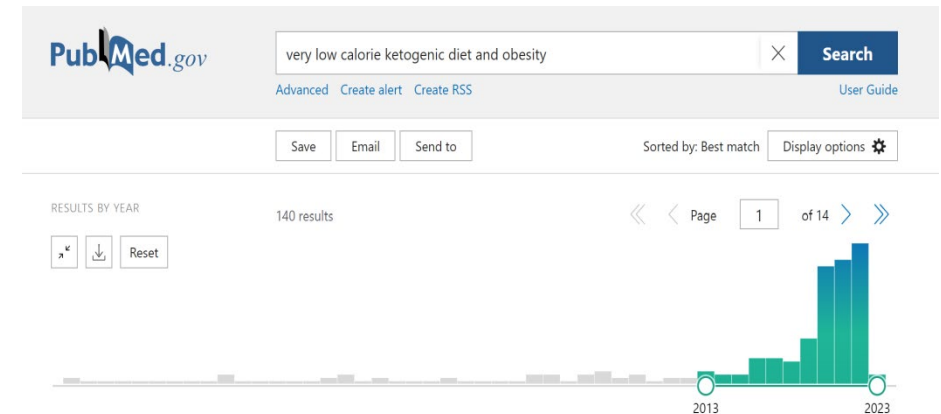 PubMed.gov
very low calorie ketogenic diet and obesity
Search
Advanced Create alert Create RSS
User Guide
Save Email Send to
Sorted by: Best match Display options
RESULTS BY YEAR
140 results
Page 1 of 14
Reset
2013 2023